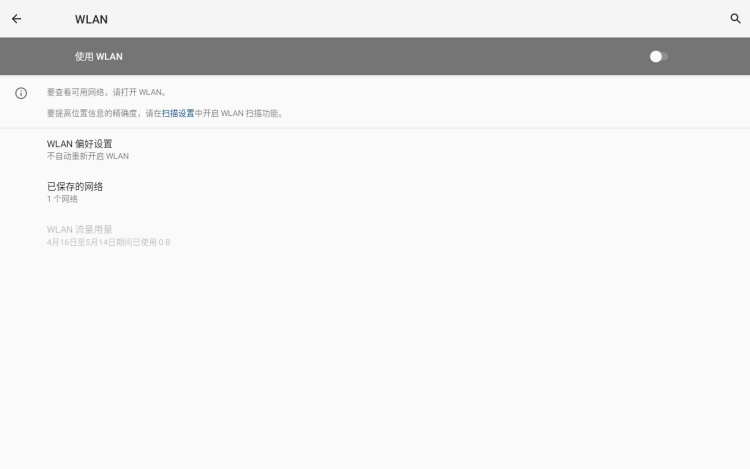 WLAN
使用 WLAN
要查看可用网络，请打开 WLAN。
要提高位置信息的精确度，请在扫描设置中开启 WLAN 扫描功能。
WLAN 偏好设置
不自动重新开启 WLAN
已保存的网络
1 个网络
WLAN 流量用量
4月16日至5月14日期间已使用 0 B